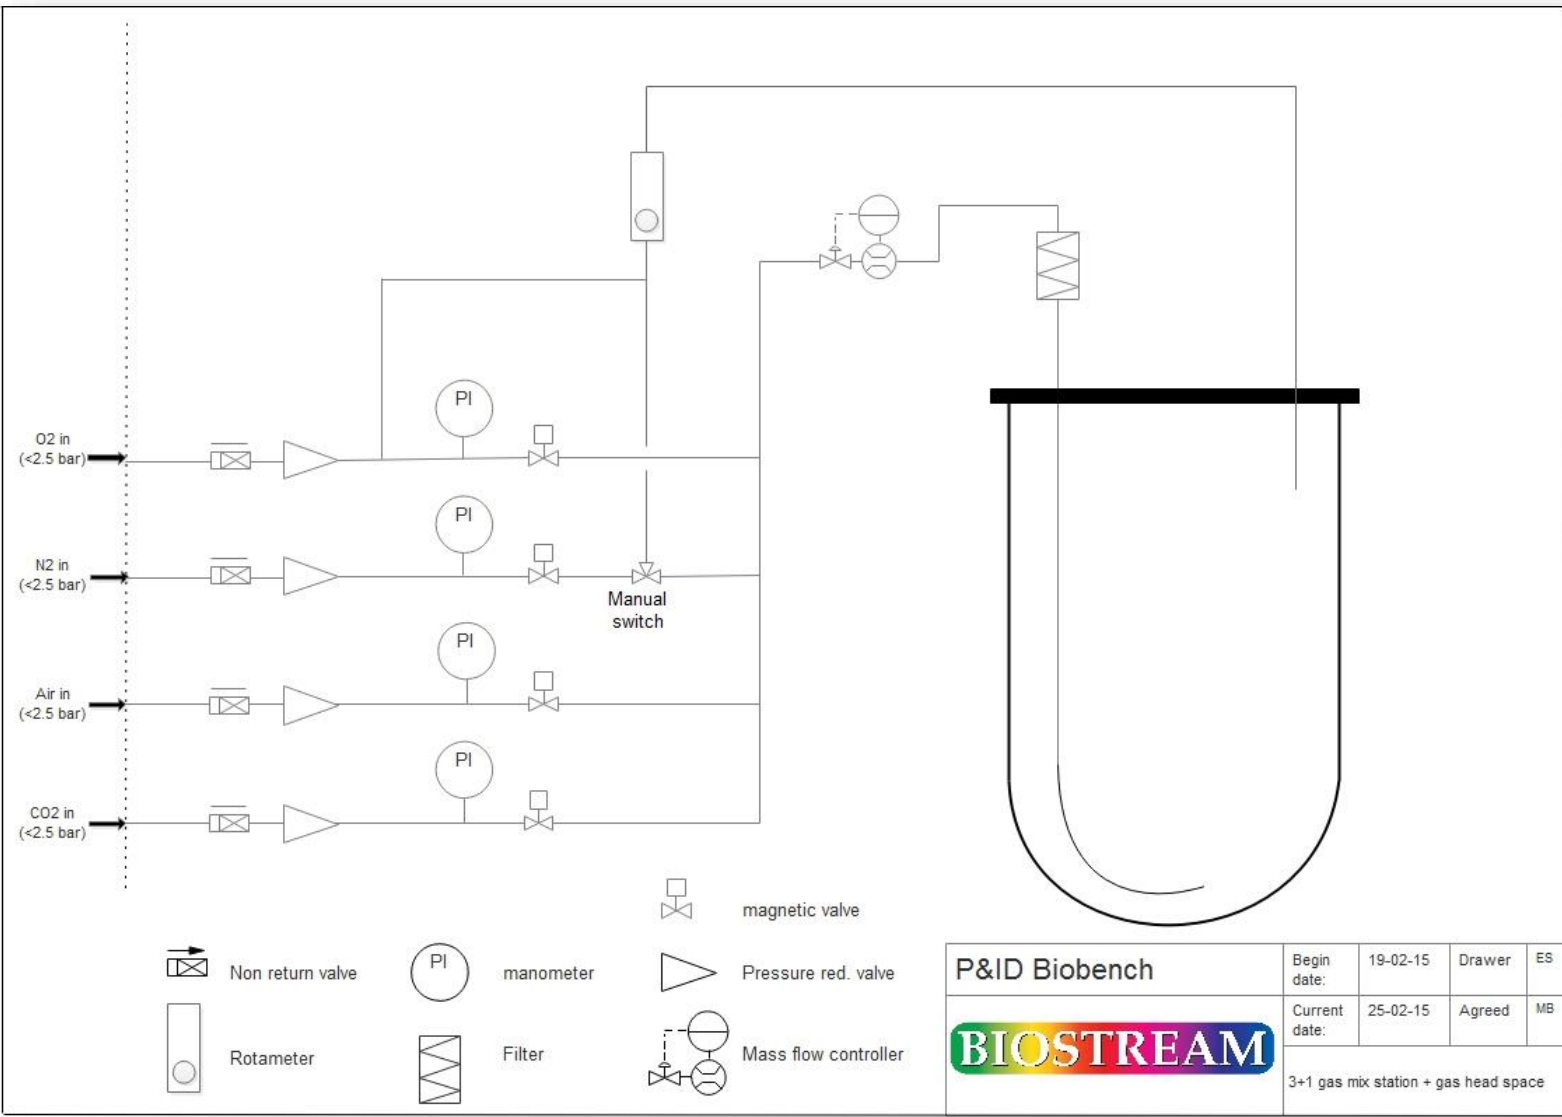 PI
O2 in
(<2.5 bar)
PI
N2 in
(<2.5 bar)
Manual
switch
PI
Air in
(<2.5 bar)
PI
CO2 in
(<2.5 bar)
magnetic valve
Non return valve
PI
manometer
Pressure red. valve
Rotameter
Filter
Mass flow controller
P&ID Biobench
Begin
date:
19-02-15
Drawer
ES
Current
date:
25-02-15
Agreed
MB
BIOSTREAM
3+1 gas mix station + gas head space